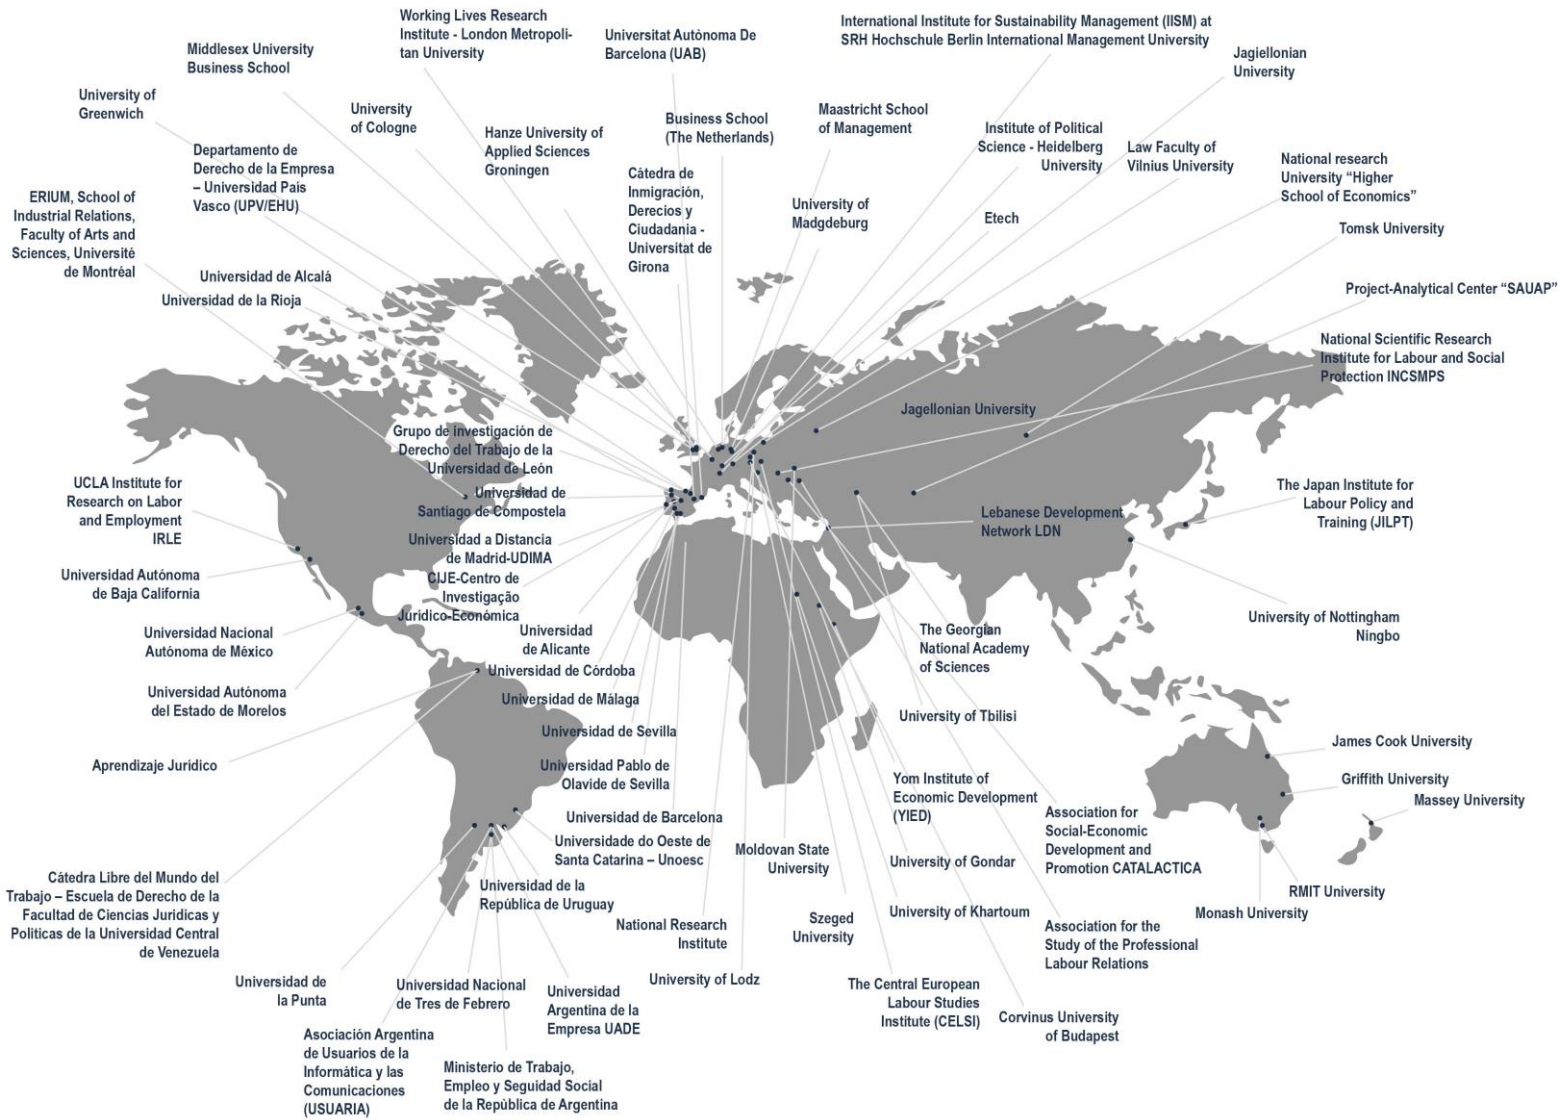 Working Lives Research
Institute - London Metropoli-
tan University
Universitat Autònoma De
Barcelona (UAB)
International Institute for Sustainability Management (IISM) at
SRH Hochschule Berlin International Management University
Middlesex University
Business School
Jagiellonian
University
University of
Greenwich
University
of Cologne
Hanze University of
Applied Sciences
Groningen
Business School
(The Netherlands)
Maastricht School
of Management
Institute of Political
Science - Heidelberg
University
Law Faculty of
Vilnius University
National research
University “Higher
School of Economics”
Departamento de
Derecho de la Empresa
– Universidad Pais
Vasco (UPV/EHU)
Cátedra de
Inmigración,
Derecios y
Ciudadania -
Universitat de
Girona
University of
Madgdeburg
Etech
Tomsk University
ERIUM, School of
Industrial Relations,
Faculty of Arts and
Sciences, Université
de Montréal
Universidad de Alcalá
Universidad de la Rioja
Project-Analytical Center “SAUAP”
National Scientific Research
Institute for Labour and Social
Protection INCSMPS
Jagellonian University
Grupo de investigación de
Derecho del Trabajo de la
Universidad de León
UCLA Institute for
Research on Labor
and Employment
IRLE
Universidad de
Santiago de Compostela
The Japan Institute for
Labour Policy and
Training (JILPT)
Lebanese Development
Network LDN
Universidad a Distancia
de Madrid-UDIMA
Universidad Autónoma
de Baja California
CIJE-Centro de
Investigação
Jurídico-Económica
Universidad Nacional
Autónoma de México
Universidad
de Alicante
The Georgian
National Academy
of Sciences
University of Nottingham
Ningbo
Universidad de Córdoba
Universidad Autónoma
del Estado de Morelos
Universidad de Málaga
University of Tbilisi
Universidad de Sevilla
James Cook University
Aprendizaje Jurídico
Universidad Pablo de
Olavide de Sevilla
Yom Institute of
Economic Development
(YIED)
Griffith University
Massey University
Universidad de Barcelona
Association for
Social-Economic
Development and
Promotion CATALACTICA
Universidade do Oeste de
Santa Catarina – Unoesc
Moldovan State
University
University of Gondar
Cátedra Libre del Mundo del
Trabajo – Escuela de Derecho de la
Facultad de Ciencias Juridicas y
Politicas de la Universidad Central
de Venezuela
Universidad de la
República de Uruguay
RMIT University
Monash University
National Research
Institute
Szeged
University
University of Khartoum
Association for the
Study of the Professional
Labour Relations
Universidad de
la Punta
Universidad Nacional
de Tres de Febrero
Universidad
Argentina de la
Empresa UADE
University of Lodz
The Central European
Labour Studies
Institute (CELSI)
Corvinus University
of Budapest
Asociación Argentina
de Usuarios de la
Informática y las
Comunicaciones
(USUARIA)
Ministerio de Trabajo,
Empleo y Seguidad Social
de la República de Argentina